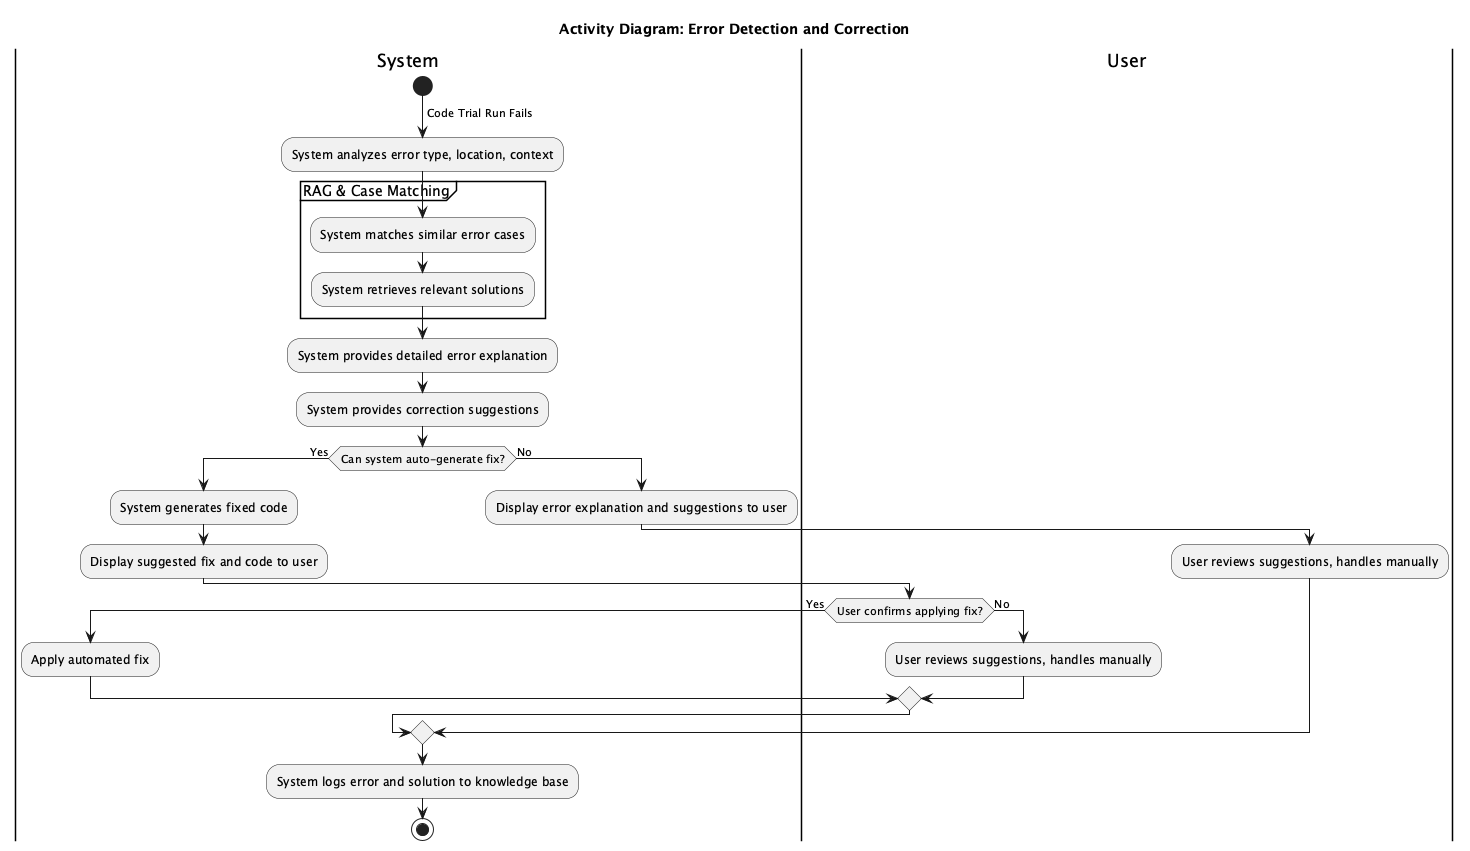 Activity Diagram: Error Detection and Correction
System
User
Code Trial Run Fails
System analyzes error type, location, context
RAG & Case Matching
System matches similar error cases
System retrieves relevant solutions
System provides detailed error explanation
System provides correction suggestions
Yes
Can system auto-generate fix?
No
System generates fixed code
Display error explanation and suggestions to user
Display suggested fix and code to user
User reviews suggestions, handles manually
Yes
User confirms applying fix?
No
Apply automated fix
User reviews suggestions, handles manually
System logs error and solution to knowledge base